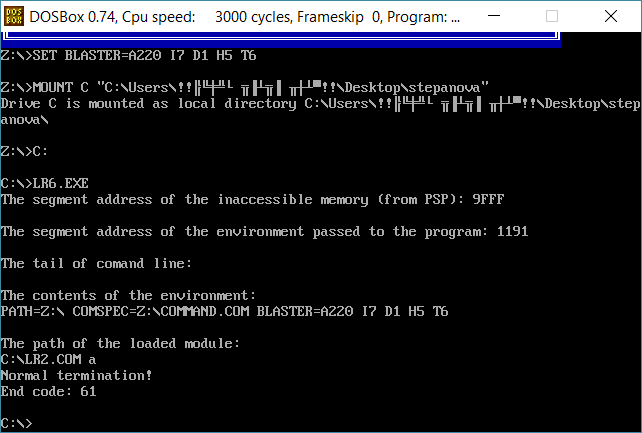 DOSBox 0.74, Cpu speed: 3000 cycles, Frameskip 0, Program: ...
Z:\>SET BLASTER=A220 I7 D1 H5 T6
Z:\>MOUNT C "C:\Users\!! !!\Desktop\stepanova"
Drive C is mounted as local directory C:\Users\!! !!\Desktop\step
anova\
Z:\>C:
C:\>LR6.EXE
The segment address of the inaccessible memory (from PSP): 9FFF
The segment address of the environment passed to the program: 1191
The tail of comand line:
The contents of the environment:
PATH=Z:\ COMSPEC=Z:\COMMAND.COM BLASTER=A220 I7 D1 H5 T6
The path of the loaded module:
C:\LR2.COM a
Normal termination!
End code: 61
C:\>